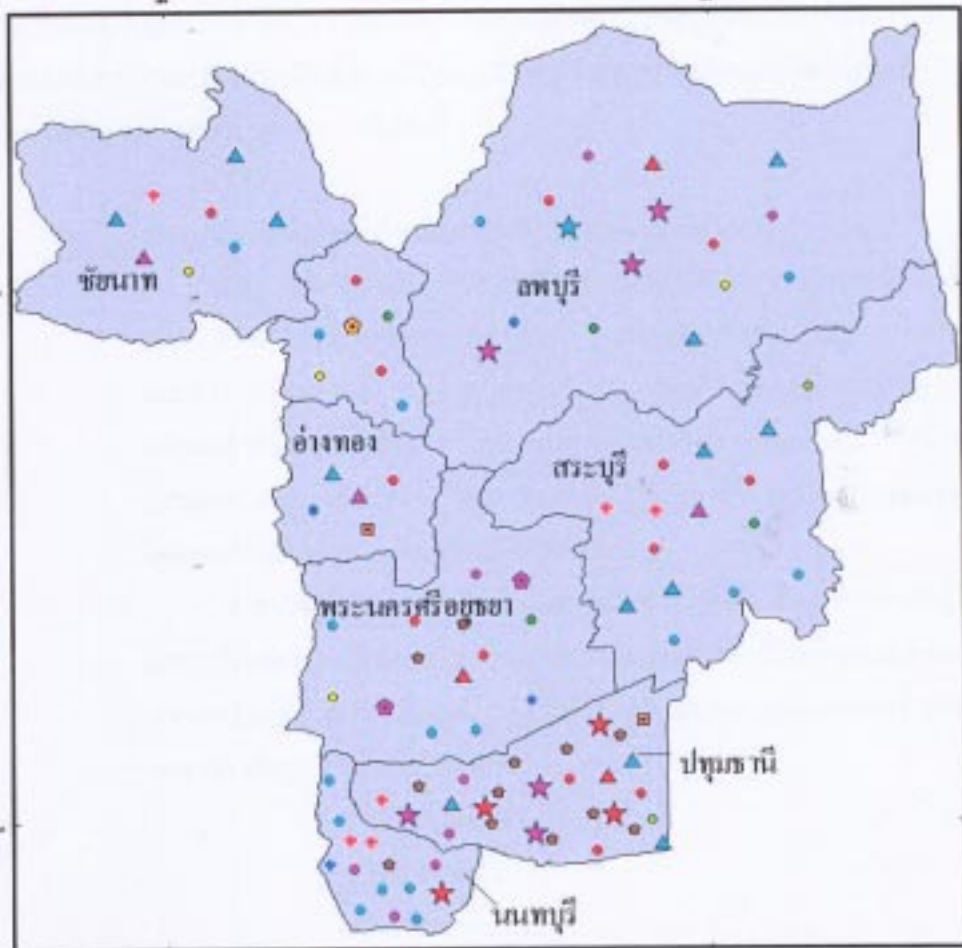 ชัยนาท
ลพบุรี
อ่างทอง
สระบุรี
พระนครศรีอยุธยา
ปทุมธานี
นนทบุรี